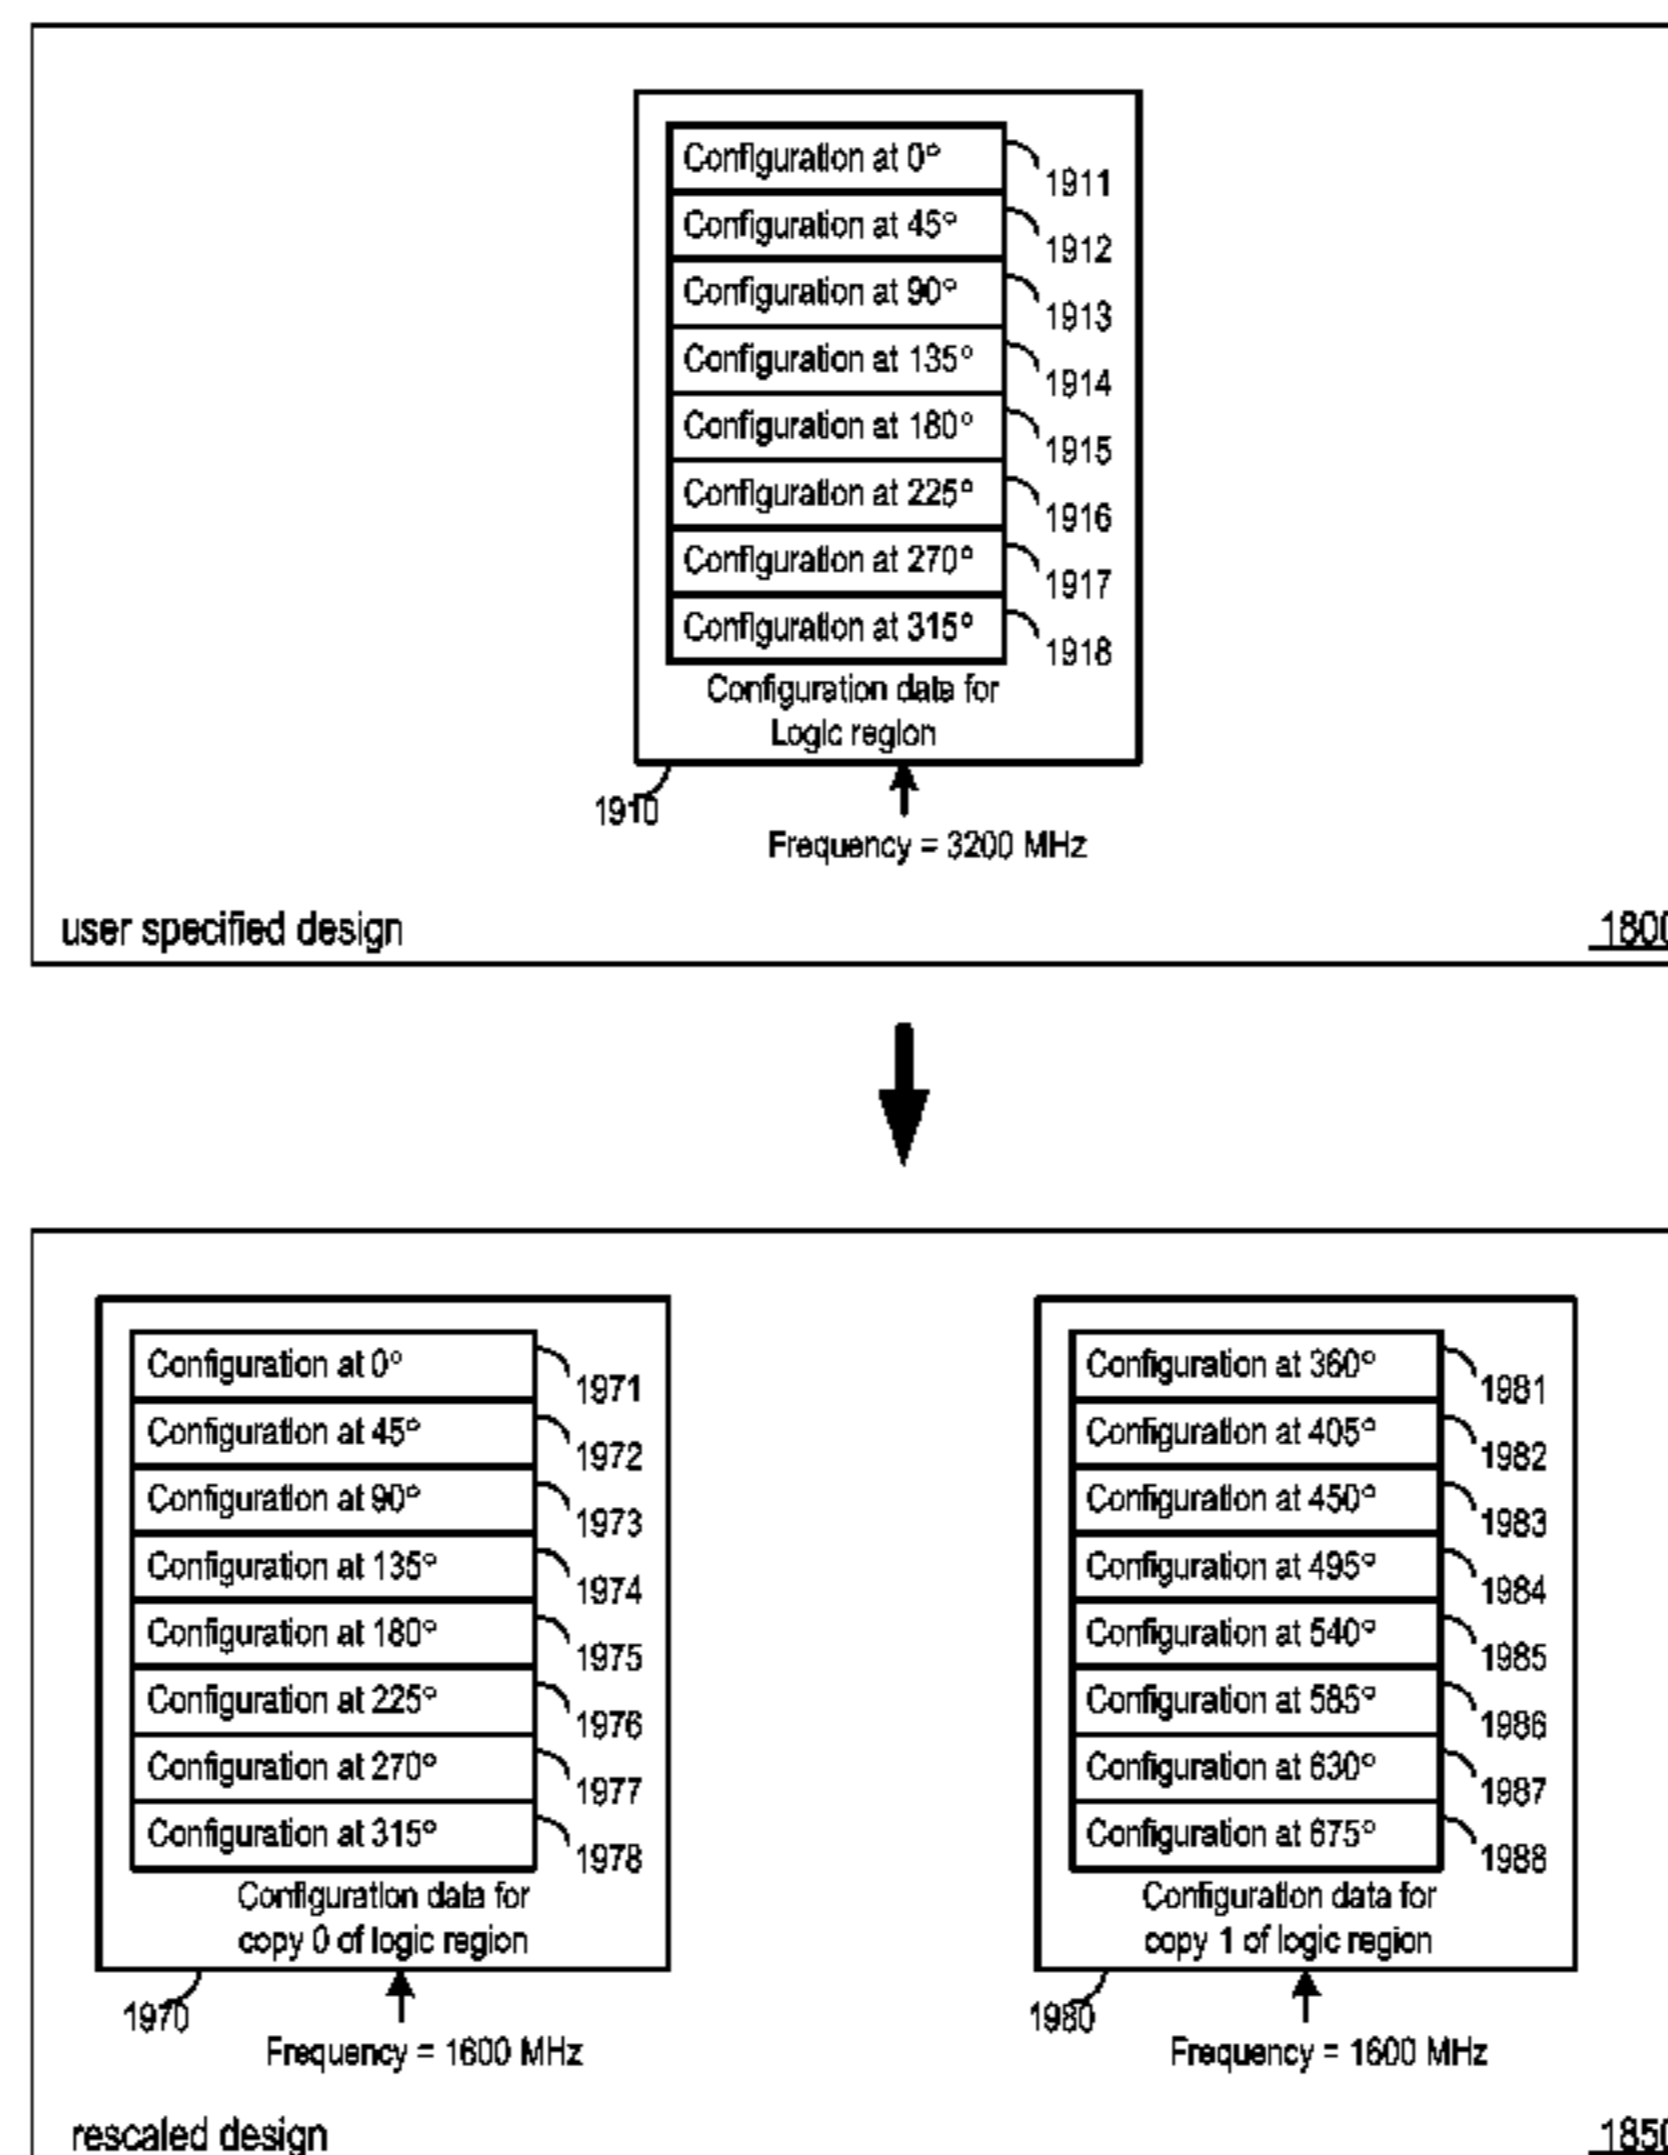 Configuration at 0°
1911
Configuration at 45°
1912
Configuration at 90°
1913
Configuration at 135°
1914
Configuration at 180°
1915
Configuration at 225°
1916
Configuration at 270°
1917
Configuration at 315°
1918
Configuration data for
Logic region
1910
Frequency = 3200 MHz
user specified design
1800
Configuration at 0°
1971
Configuration at 45°
1972
Configuration at 90°
1973
Configuration at 135°
1974
Configuration at 180°
1975
Configuration at 225°
1976
Configuration at 270°
1977
Configuration at 315°
1978
Configuration data for
copy 0 of logic region
1970
Frequency = 1600 MHz
Configuration at 360°
1981
Configuration at 405°
1982
Configuration at 450°
1983
Configuration at 495°
1984
Configuration at 540°
1985
Configuration at 585°
1986
Configuration at 630°
1987
Configuration at 675°
1988
Configuration data for
copy 1 of logic region
1980
Frequency = 1600 MHz
rescaled design
1850